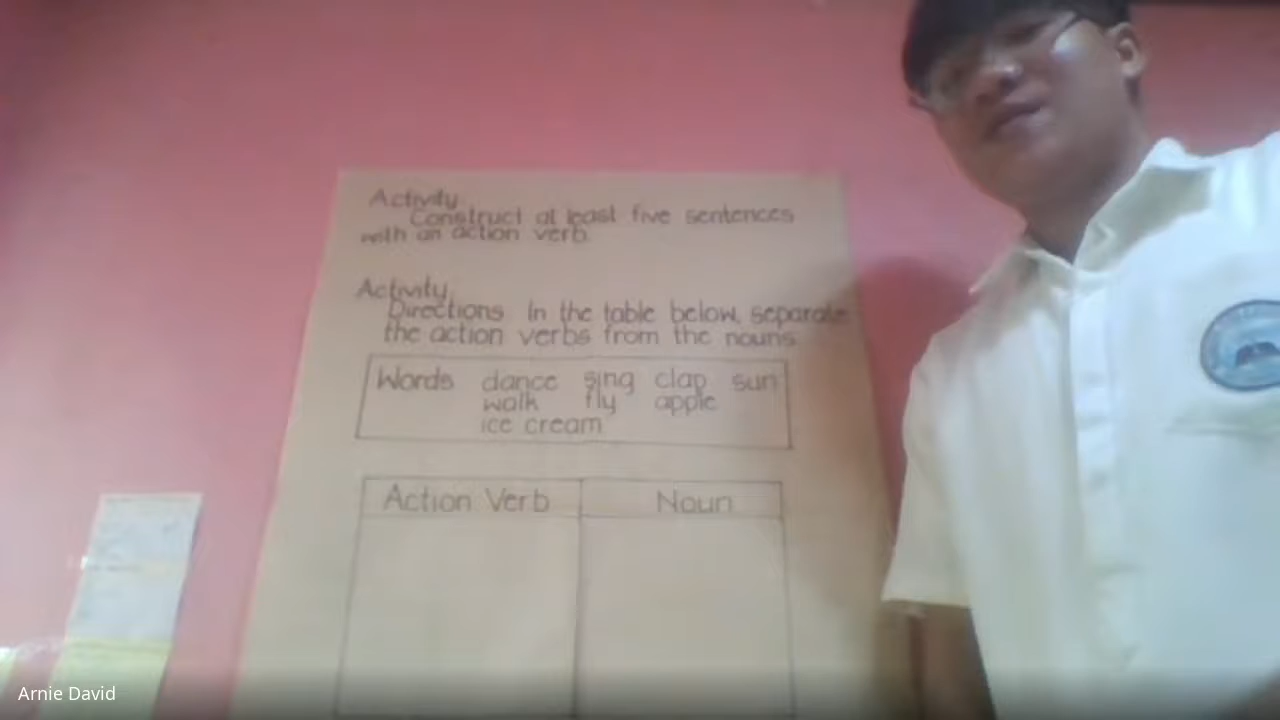 Activity
Construct at least five sentences
with an action verb.
Activity
Directions In the table below, separate
the action verbs from the nouns
Words dance sing clap sun
walk fly apple
ice cream
Action Verb Noun
Arnie David